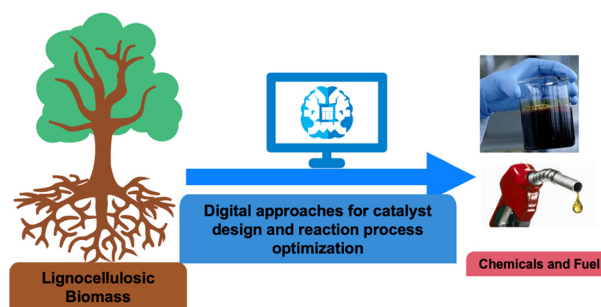 Digital approaches for catalyst
design and reaction process
optimization
Lignocellulosic
Biomass
Chemicals and Fuel